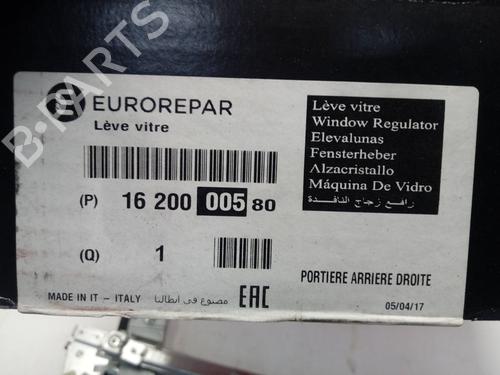 EUROREPAR
Lève vitre
(P) 16 200 005 80
(Q) 1
MADE IN IT - ITALY مصنوع في ايطاليا EAC
Lève vitre
Window Regulator
Elevalunas
Fensterheber
Alzacristallo
Máquina De Vidro
رافع زجاج النافذة
PORTIERE ARRIERE DROITE
05/04/17
B-PARTS